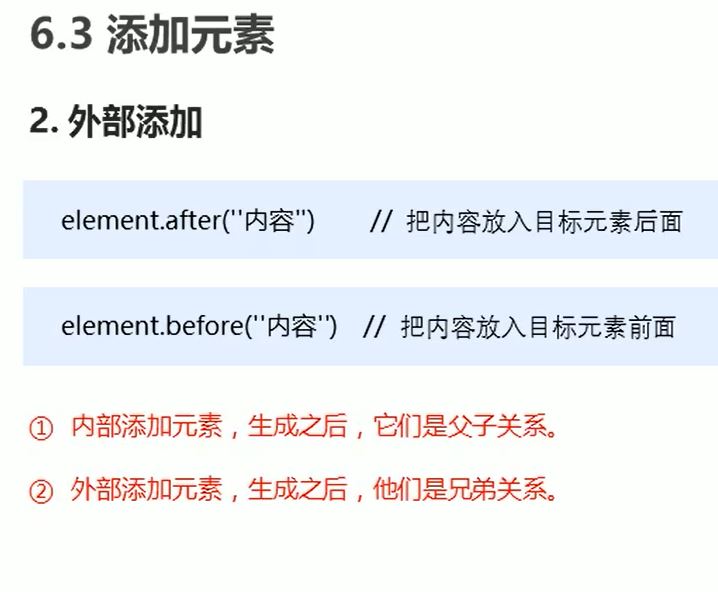 6.3 添加元素
2. 外部添加
element.after(''内容'') // 把内容放入目标元素后面
element.before(''内容'') // 把内容放入目标元素前面
① 内部添加元素，生成之后，它们是父子关系。
② 外部添加元素，生成之后，他们是兄弟关系。